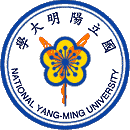 國立陽明大學
NATIONAL YANG-MING UNIVERSITY